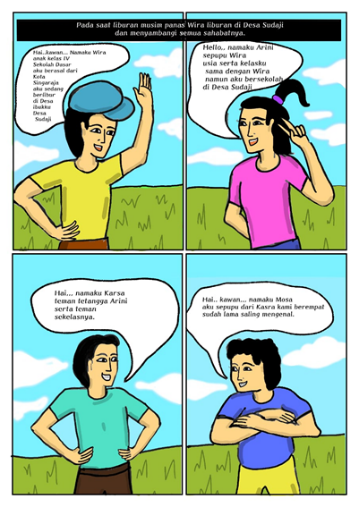 Pada saat liburan musim panas Wira liburan di Desa Sudaji
dan menyambangi semua sahabatnya.
Hai..kawan... Namaku Wira
anak kelas IV
Sekolah Dasar
aku berasal dari
Kota
Singaraja
aku sedang
berlibur
di Desa
ibukku
Desa
Sudaji
Hello.. namaku Arini
sepupu Wira
usia serta kelasku
sama dengan Wira
namun aku bersekolah
di Desa Sudaji
Hai... namaku Karsa
teman tetangga Arini
serta teman
sekelasnya.
Hai.. kawan... namaku Mosa
aku sepupu dari Kasra kami berempat
sudah lama saling mengenal.